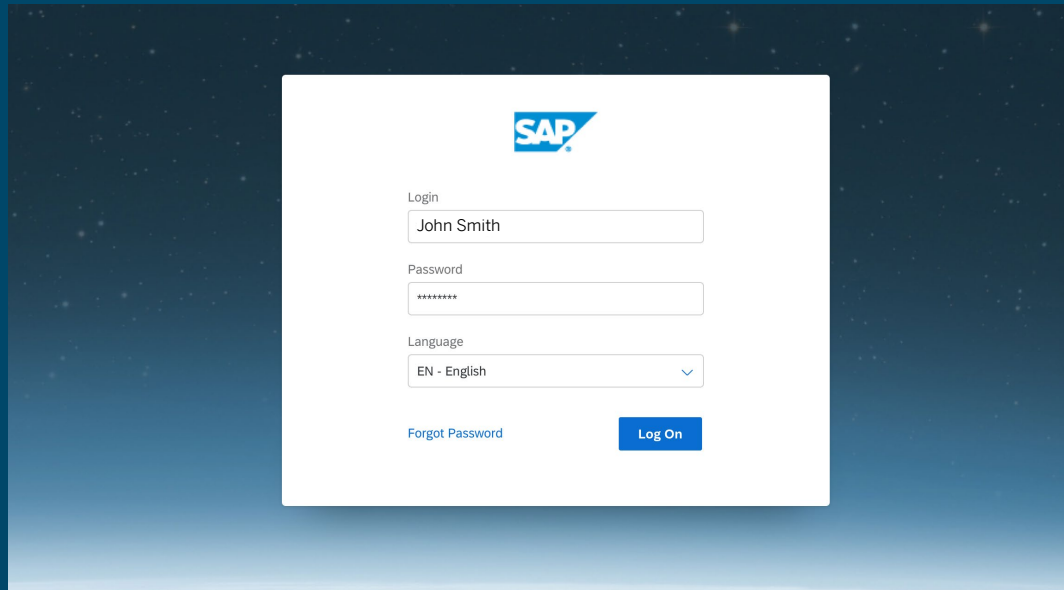 SAP
Login
John Smith
Password
********
Language
EN - English
Forgot Password
Log On